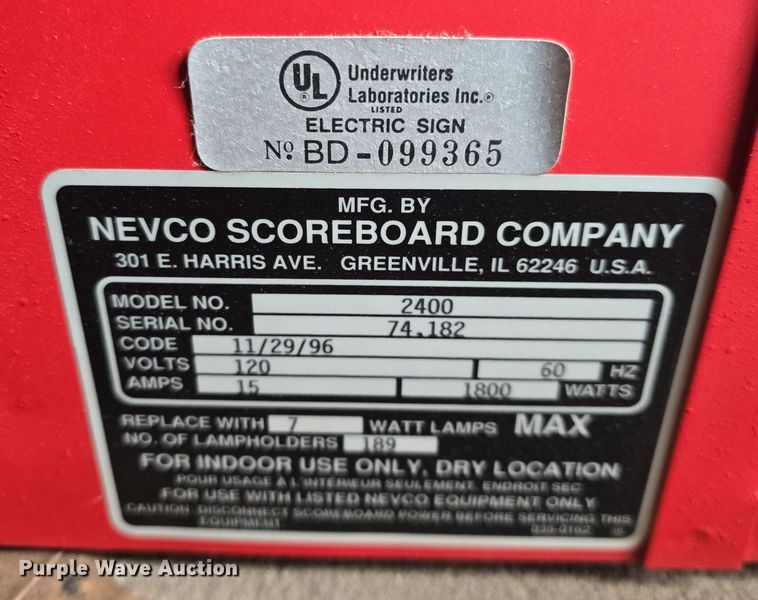 UL
Underwriters
Laboratories Inc.®
LISTED
ELECTRIC SIGN
Nº BD-099365
MFG. BY
NEVCO SCOREBOARD COMPANY
301 E. HARRIS AVE. GREENVILLE, IL 62246 U.S.A.
MODEL NO. 2400
SERIAL NO. 74,182
CODE 11/29/96
VOLTS 120 60 HZ
AMPS 15 1800 WATTS
REPLACE WITH 7 WATT LAMPS MAX
NO. OF LAMPHOLDERS 189
FOR INDOOR USE ONLY, DRY LOCATION
POUR USAGE À L'INTÉRIEUR SEULEMENT. ENDROIT SEC
FOR USE WITH LISTED NEVCO EQUIPMENT ONLY
CAUTION: DISCONNECT SCOREBOARD POWER BEFORE SERVICING THIS
EQUIPMENT 035-0162
Purple Wave Auction